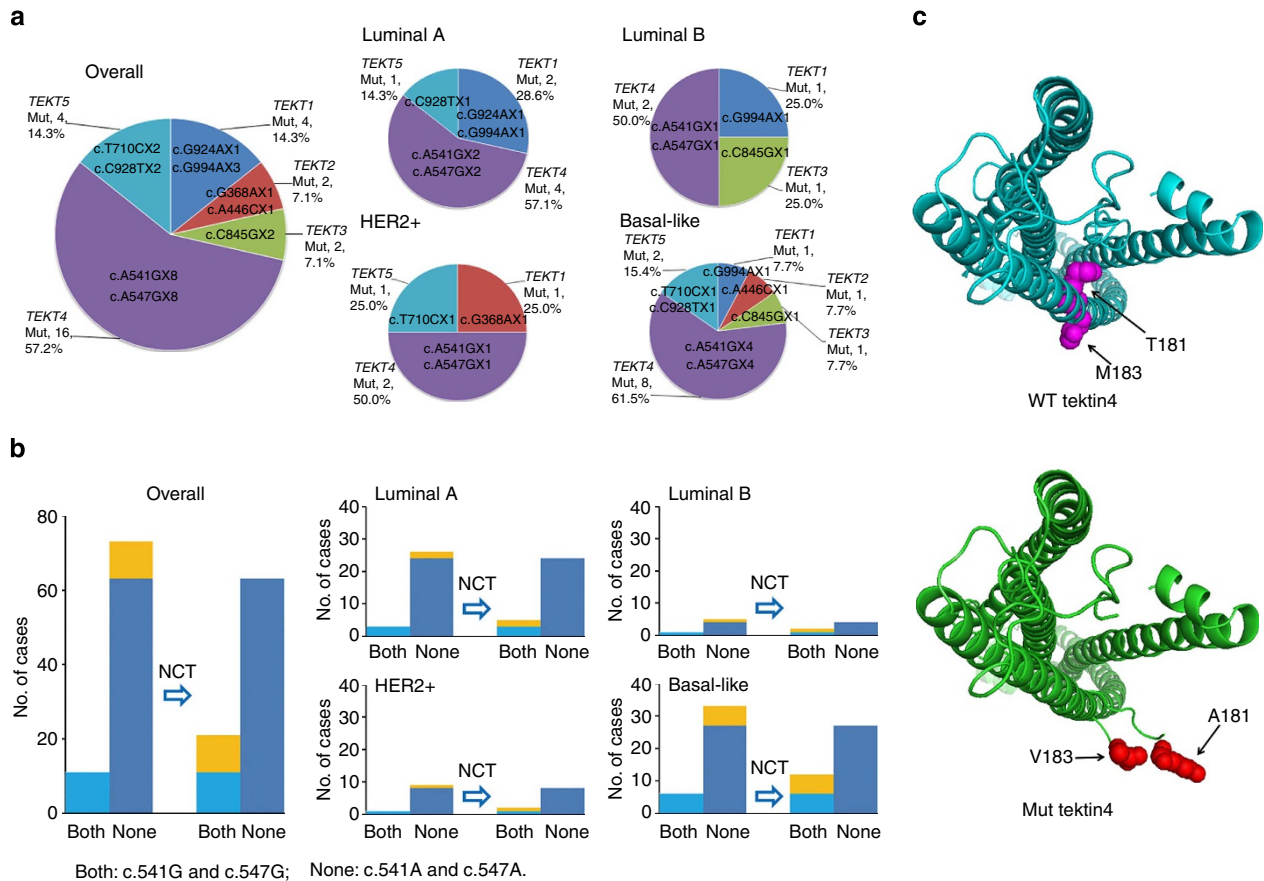 a
Overall
TEKT5
Mut, 4,
14.3%
TEKT1
Mut, 4,
14.3%
TEKT2
Mut, 2,
7.1%
TEKT3
Mut, 2,
7.1%
TEKT4
Mut, 16
57.2%
c.T710CX2
c.C928TX2
c.G924AX1
c.G994AX3
c.G368AX1
c.A446CX1
c.C845GX2
c.A541GX8
c.A547GX8
Luminal A
TEKT5
Mut, 1,
14.3%
TEKT1
Mut, 2,
28.6%
TEKT4
Mut, 4,
57.1%
c.C928TX1
c.G924AX1
c.G994AX1
c.A541GX2
c.A547GX2
Luminal B
TEKT4
Mut, 2,
50.0%
TEKT1
Mut, 1,
25.0%
TEKT3
Mut, 1,
25.0%
c.A541GX1
c.A547GX1
c.G994AX1
c.C845GX1
HER2+
TEKT5
Mut, 1,
25.0%
TEKT1
Mut, 1,
25.0%
TEKT4
Mut, 2,
50.0%
c.T710CX1
c.G368AX1
c.A541GX1
c.A547GX1
Basal-like
TEKT5
Mut, 2,
15.4%
TEKT1
Mut, 1,
7.7%
TEKT2
Mut, 1,
7.7%
TEKT3
Mut, 1,
7.7%
TEKT4
Mut, 8,
61.5%
c.G994AX1
c.T710CX1
c.A446CX1
c.C928TX1
c.C845GX1
c.A541GX4
c.A547GX4
b
Overall
No. of cases
80
60
40
20
0
NCT
Both None
Both None
Luminal A
No. of cases
40
30
20
10
0
NCT
Both None
Both None
Luminal B
No. of cases
40
30
20
10
0
NCT
Both None
Both None
HER2+
No. of cases
40
30
20
10
0
NCT
Both None
Both None
Basal-like
No. of cases
40
30
20
10
0
NCT
Both None
Both None
Both: c.541G and c.547G; None: c.541A and c.547A.
c
T181
M183
WT tektin4
A181
V183
Mut tektin4